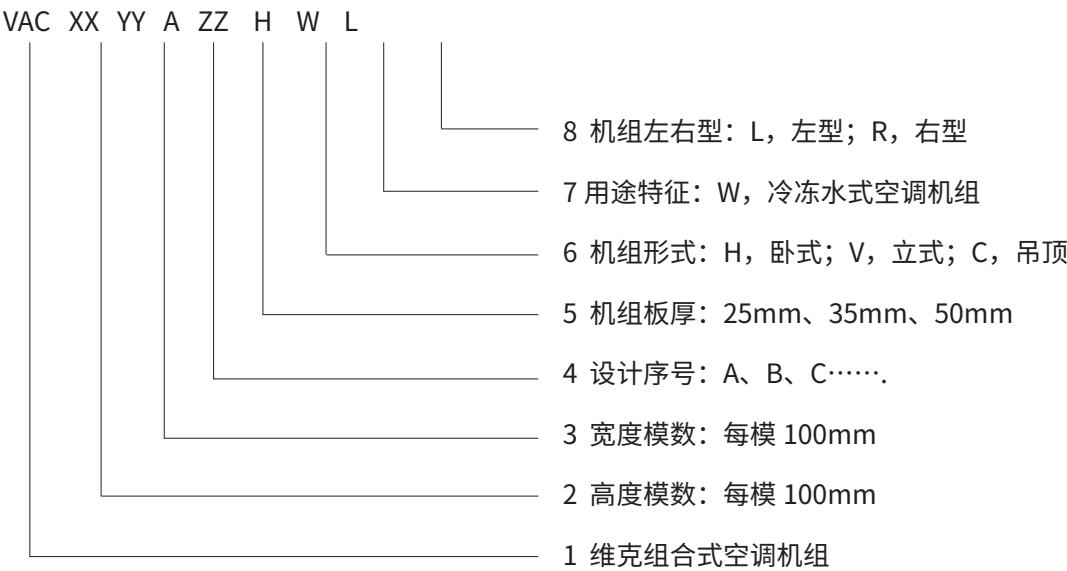 VAC XX YY A ZZ H W L
8 机组左右型：L，左型；R，右型
7 用途特征：W，冷冻水式空调机组
6 机组形式：H，卧式；V，立式；C，吊顶
5 机组板厚：25mm、35mm、50mm
4 设计序号：A、B、C…….
3 宽度模数：每模 100mm
2 高度模数：每模 100mm
1 维克组合式空调机组